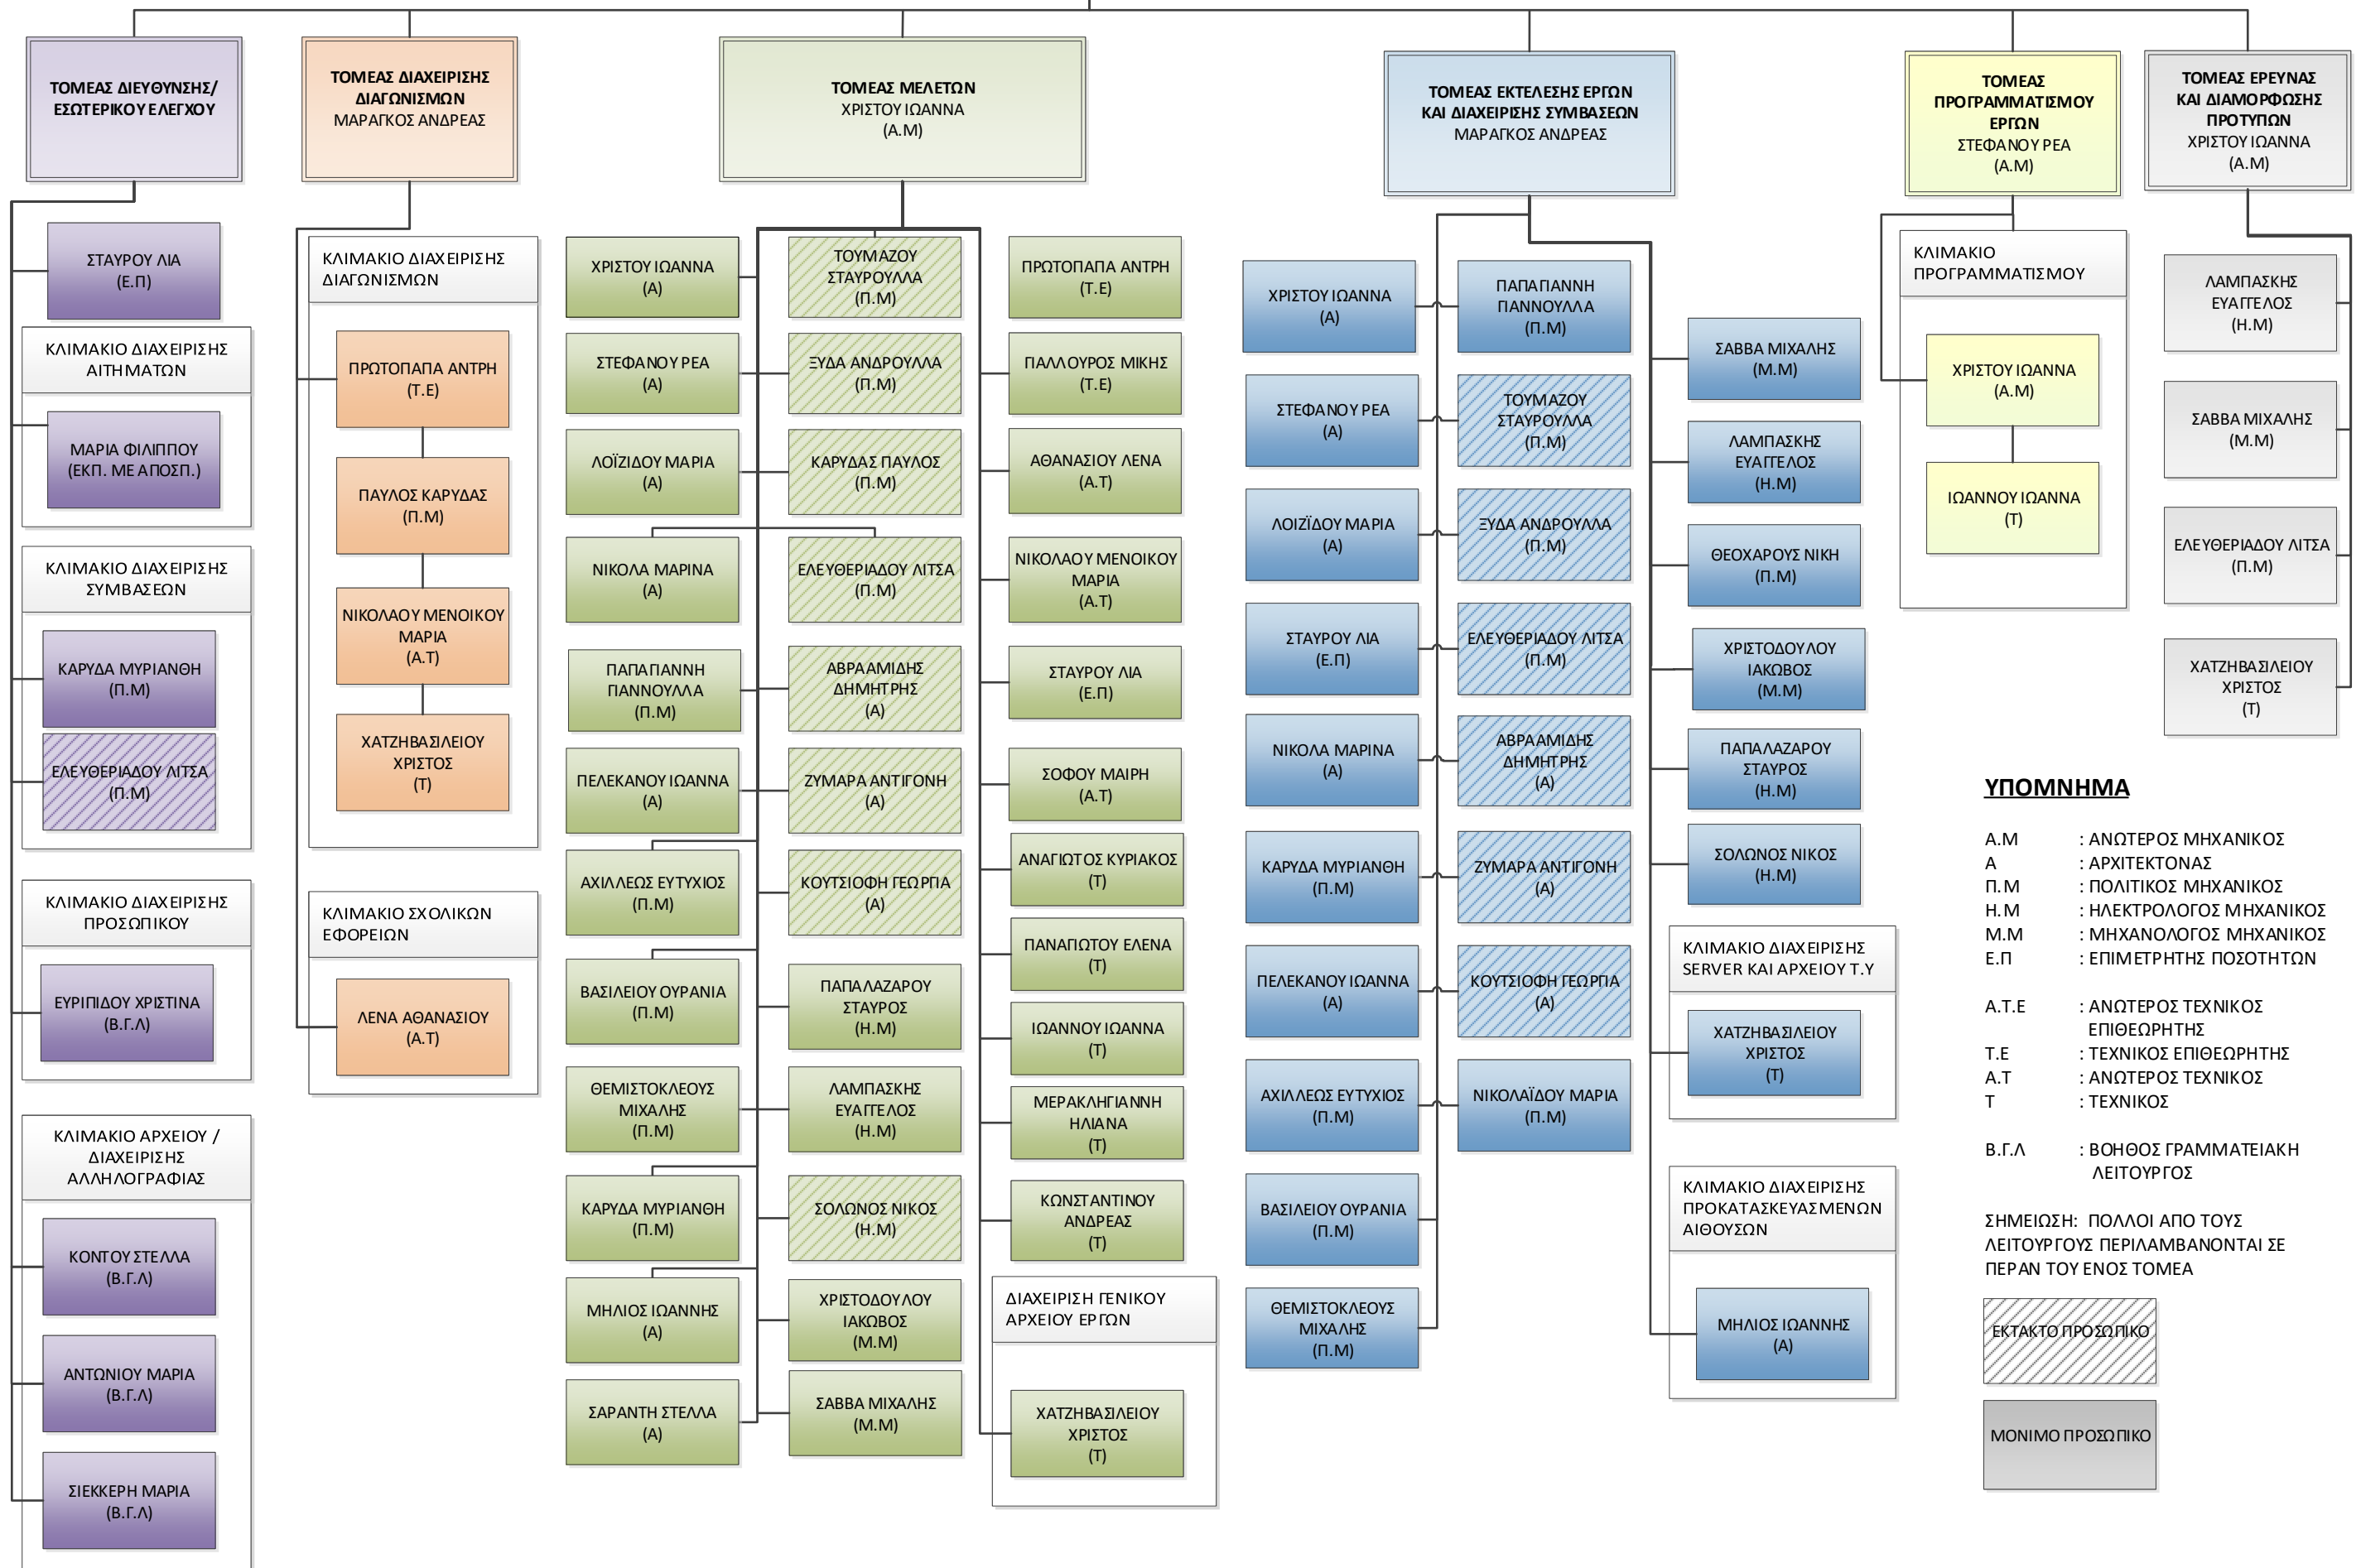 ΤΟΜΕΑΣ ΔΙΕΥΘΥΝΣΗΣ/
ΕΣΩΤΕΡΙΚΟΥ ΕΛΕΓΧΟΥ
ΣΤΑΥΡΟΥ ΛΙΑ
(Ε.Π)
ΚΛΙΜΑΚΙΟ ΔΙΑΧΕΙΡΙΣΗΣ
ΑΙΤΗΜΑΤΩΝ
ΜΑΡΙΑ ΦΙΛΙΠΠΟΥ
(ΕΚΠ. ΜΕ ΑΠΟΣΠ.)
ΚΛΙΜΑΚΙΟ ΔΙΑΧΕΙΡΙΣΗΣ
ΣΥΜΒΑΣΕΩΝ
ΚΑΡΥΔΑ ΜΥΡΙΑΝΘΗ
(Π.Μ)
ΕΛΕΥΘΕΡΙΑΔΟΥ ΛΙΤΣΑ
(Π.Μ)
ΚΛΙΜΑΚΙΟ ΔΙΑΧΕΙΡΙΣΗΣ
ΠΡΟΣΩΠΙΚΟΥ
ΕΥΡΙΠΙΔΟΥ ΧΡΙΣΤΙΝΑ
(Β.Γ.Λ)
ΚΛΙΜΑΚΙΟ ΑΡΧΕΙΟΥ /
ΔΙΑΧΕΙΡΙΣΗΣ
ΑΛΛΗΛΟΓΡΑΦΙΑΣ
ΚΟΝΤΟΥ ΣΤΕΛΛΑ
(Β.Γ.Λ)
ΑΝΤΩΝΙΟΥ ΜΑΡΙΑ
(Β.Γ.Λ)
ΣΙΕΚΚΕΡΗ ΜΑΡΙΑ
(Β.Γ.Λ)
ΤΟΜΕΑΣ ΔΙΑΧΕΙΡΙΣΗΣ
ΔΙΑΓΩΝΙΣΜΩΝ
ΜΑΡΑΓΚΟΣ ΑΝΔΡΕΑΣ
ΚΛΙΜΑΚΙΟ ΔΙΑΧΕΙΡΙΣΗΣ
ΔΙΑΓΩΝΙΣΜΩΝ
ΠΡΩΤΟΠΑΠΑ ΑΝΤΡΗ
(Τ.Ε)
ΠΑΥΛΟΣ ΚΑΡΥΔΑΣ
(Π.Μ)
ΝΙΚΟΛΑΟΥ ΜΕΝΟΙΚΟΥ
ΜΑΡΙΑ
(Α.Τ)
ΧΑΤΖΗΒΑΣΙΛΕΙΟΥ
ΧΡΙΣΤΟΣ
(Τ)
ΚΛΙΜΑΚΙΟ ΣΧΟΛΙΚΩΝ
ΕΦΟΡΕΙΩΝ
ΛΕΝΑ ΑΘΑΝΑΣΙΟΥ
(Α.Τ)
ΤΟΜΕΑΣ ΜΕΛΕΤΩΝ
ΧΡΙΣΤΟΥ ΙΩΑΝΝΑ
(Α.Μ)
ΧΡΙΣΤΟΥ ΙΩΑΝΝΑ
(Α)
ΣΤΕΦΑΝΟΥ ΡΕΑ
(Α)
ΛΟΪΖΙΔΟΥ ΜΑΡΙΑ
(Α)
ΝΙΚΟΛΑ ΜΑΡΙΝΑ
(Α)
ΠΑΠΑΓΙΑΝΝΗ
ΓΙΑΝΝΟΥΛΛΑ
(Π.Μ)
ΠΕΛΕΚΑΝΟΥ ΙΩΑΝΝΑ
(Α)
ΑΧΙΛΛΕΩΣ ΕΥΤΥΧΙΟΣ
(Π.Μ)
ΒΑΣΙΛΕΙΟΥ ΟΥΡΑΝΙΑ
(Π.Μ)
ΘΕΜΙΣΤΟΚΛΕΟΥΣ
ΜΙΧΑΛΗΣ
(Π.Μ)
ΚΑΡΥΔΑ ΜΥΡΙΑΝΘΗ
(Π.Μ)
ΜΗΛΙΟΣ ΙΩΑΝΝΗΣ
(Α)
ΣΑΡΑΝΤΗ ΣΤΕΛΛΑ
(Α)
ΤΟΥΜΑΖΟΥ
ΣΤΑΥΡΟΥΛΛΑ
(Π.Μ)
ΞΥΔΑ ΑΝΔΡΟΥΛΛΑ
(Π.Μ)
ΚΑΡΥΔΑΣ ΠΑΥΛΟΣ
(Π.Μ)
ΕΛΕΥΘΕΡΙΑΔΟΥ ΛΙΤΣΑ
(Π.Μ)
ΑΒΡΑΑΜΙΔΗΣ
ΔΗΜΗΤΡΗΣ
(Α)
ΖΥΜΑΡΑ ΑΝΤΙΓΟΝΗ
(Α)
ΚΟΥΤΣΙΟΦΗ ΓΕΩΡΓΙΑ
(Α)
ΠΑΠΑΛΑΖΑΡΟΥ
ΣΤΑΥΡΟΣ
(Η.Μ)
ΛΑΜΠΑΣΚΗΣ
ΕΥΑΓΓΕΛΟΣ
(Η.Μ)
ΣΟΛΩΝΟΣ ΝΙΚΟΣ
(Η.Μ)
ΧΡΙΣΤΟΔΟΥΛΟΥ
ΙΑΚΩΒΟΣ
(Μ.Μ)
ΣΑΒΒΑ ΜΙΧΑΛΗΣ
(Μ.Μ)
ΠΡΩΤΟΠΑΠΑ ΑΝΤΡΗ
(Τ.Ε)
ΓΙΑΛΛΟΥΡΟΣ ΜΙΚΗΣ
(Τ.Ε)
ΑΘΑΝΑΣΙΟΥ ΛΕΝΑ
(Α.Τ)
ΝΙΚΟΛΑΟΥ ΜΕΝΟΙΚΟΥ
ΜΑΡΙΑ
(Α.Τ)
ΣΤΑΥΡΟΥ ΛΙΑ
(Ε.Π)
ΣΟΦΟΥ ΜΑΙΡΗ
(Α.Τ)
ΑΝΑΓΙΩΤΟΣ ΚΥΡΙΑΚΟΣ
(Τ)
ΠΑΝΑΓΙΩΤΟΥ ΕΛΕΝΑ
(Τ)
ΙΩΑΝΝΟΥ ΙΩΑΝΝΑ
(Τ)
ΜΕΡΑΚΛΗΓΙΑΝΝΗ
ΗΛΙΑΝΑ
(Τ)
ΚΩΝΣΤΑΝΤΙΝΟΥ
ΑΝΔΡΕΑΣ
(Τ)
ΔΙΑΧΕΙΡΙΣΗ ΓΕΝΙΚΟΥ
ΑΡΧΕΙΟΥ ΕΡΓΩΝ
ΧΑΤΖΗΒΑΣΙΛΕΙΟΥ
ΧΡΙΣΤΟΣ
(Τ)
ΤΟΜΕΑΣ ΕΚΤΕΛΕΣΗΣ ΕΡΓΩΝ
ΚΑΙ ΔΙΑΧΕΙΡΙΣΗΣ ΣΥΜΒΑΣΕΩΝ
ΜΑΡΑΓΚΟΣ ΑΝΔΡΕΑΣ
ΧΡΙΣΤΟΥ ΙΩΑΝΝΑ
(Α)
ΣΤΕΦΑΝΟΥ ΡΕΑ
(Α)
ΛΟΙΖΪΔΟΥ ΜΑΡΙΑ
(Α)
ΣΤΑΥΡΟΥ ΛΙΑ
(Ε.Π)
ΝΙΚΟΛΑ ΜΑΡΙΝΑ
(Α)
ΚΑΡΥΔΑ ΜΥΡΙΑΝΘΗ
(Π.Μ)
ΠΕΛΕΚΑΝΟΥ ΙΩΑΝΝΑ
(Α)
ΑΧΙΛΛΕΩΣ ΕΥΤΥΧΙΟΣ
(Π.Μ)
ΒΑΣΙΛΕΙΟΥ ΟΥΡΑΝΙΑ
(Π.Μ)
ΘΕΜΙΣΤΟΚΛΕΟΥΣ
ΜΙΧΑΛΗΣ
(Π.Μ)
ΠΑΠΑΓΙΑΝΝΗ
ΓΙΑΝΝΟΥΛΛΑ
(Π.Μ)
ΤΟΥΜΑΖΟΥ
ΣΤΑΥΡΟΥΛΛΑ
(Π.Μ)
ΞΥΔΑ ΑΝΔΡΟΥΛΛΑ
(Π.Μ)
ΕΛΕΥΘΕΡΙΑΔΟΥ ΛΙΤΣΑ
(Π.Μ)
ΑΒΡΑΑΜΙΔΗΣ
ΔΗΜΗΤΡΗΣ
(Α)
ΖΥΜΑΡΑ ΑΝΤΙΓΟΝΗ
(Α)
ΚΟΥΤΣΙΟΦΗ ΓΕΩΡΓΙΑ
(Α)
ΝΙΚΟΛΑΪΔΟΥ ΜΑΡΙΑ
(Π.Μ)
ΣΑΒΒΑ ΜΙΧΑΛΗΣ
(Μ.Μ)
ΛΑΜΠΑΣΚΗΣ
ΕΥΑΓΓΕΛΟΣ
(Η.Μ)
ΘΕΟΧΑΡΟΥΣ ΝΙΚΗ
(Π.Μ)
ΧΡΙΣΤΟΔΟΥΛΟΥ
ΙΑΚΩΒΟΣ
(Μ.Μ)
ΠΑΠΑΛΑΖΑΡΟΥ
ΣΤΑΥΡΟΣ
(Η.Μ)
ΣΟΛΩΝΟΣ ΝΙΚΟΣ
(Η.Μ)
ΚΛΙΜΑΚΙΟ ΔΙΑΧΕΙΡΙΣΗΣ
SERVER ΚΑΙ ΑΡΧΕΙΟΥ Τ.Υ
ΧΑΤΖΗΒΑΣΙΛΕΙΟΥ
ΧΡΙΣΤΟΣ
(Τ)
ΚΛΙΜΑΚΙΟ ΔΙΑΧΕΙΡΙΣΗΣ
ΠΡΟΚΑΤΑΣΚΕΥΑΣΜΕΝΩΝ
ΑΙΘΟΥΣΩΝ
ΜΗΛΙΟΣ ΙΩΑΝΝΗΣ
(Α)
ΤΟΜΕΑΣ
ΠΡΟΓΡΑΜΜΑΤΙΣΜΟΥ
ΕΡΓΩΝ
ΣΤΕΦΑΝΟΥ ΡΕΑ
(Α.Μ)
ΚΛΙΜΑΚΙΟ
ΠΡΟΓΡΑΜΜΑΤΙΣΜΟΥ
ΧΡΙΣΤΟΥ ΙΩΑΝΝΑ
(Α.Μ)
ΙΩΑΝΝΟΥ ΙΩΑΝΝΑ
(Τ)
ΤΟΜΕΑΣ ΕΡΕΥΝΑΣ
ΚΑΙ ΔΙΑΜΟΡΦΩΣΗΣ
ΠΡΟΤΥΠΩΝ
ΧΡΙΣΤΟΥ ΙΩΑΝΝΑ
(Α.Μ)
ΛΑΜΠΑΣΚΗΣ
ΕΥΑΓΓΕΛΟΣ
(Η.Μ)
ΣΑΒΒΑ ΜΙΧΑΛΗΣ
(Μ.Μ)
ΕΛΕΥΘΕΡΙΑΔΟΥ ΛΙΤΣΑ
(Π.Μ)
ΧΑΤΖΗΒΑΣΙΛΕΙΟΥ
ΧΡΙΣΤΟΣ
(Τ)
ΥΠΟΜΝΗΜΑ
Α.Μ : ΑΝΩΤΕΡΟΣ ΜΗΧΑΝΙΚΟΣ
Α : ΑΡΧΙΤΕΚΤΟΝΑΣ
Π.Μ : ΠΟΛΙΤΙΚΟΣ ΜΗΧΑΝΙΚΟΣ
Η.Μ : ΗΛΕΚΤΡΟΛΟΓΟΣ ΜΗΧΑΝΙΚΟΣ
Μ.Μ : ΜΗΧΑΝΟΛΟΓΟΣ ΜΗΧΑΝΙΚΟΣ
Ε.Π : ΕΠΙΜΕΤΡΗΤΗΣ ΠΟΣΟΤΗΤΩΝ
Α.Τ.Ε : ΑΝΩΤΕΡΟΣ ΤΕΧΝΙΚΟΣ
ΕΠΙΘΕΩΡΗΤΗΣ
Τ.Ε : ΤΕΧΝΙΚΟΣ ΕΠΙΘΕΩΡΗΤΗΣ
Α.Τ : ΑΝΩΤΕΡΟΣ ΤΕΧΝΙΚΟΣ
Τ : ΤΕΧΝΙΚΟΣ
Β.Γ.Λ : ΒΟΗΘΟΣ ΓΡΑΜΜΑΤΕΙΑΚΗ
ΛΕΙΤΟΥΡΓΟΣ
ΣΗΜΕΙΩΣΗ: ΠΟΛΛΟΙ ΑΠΟ ΤΟΥΣ
ΛΕΙΤΟΥΡΓΟΥΣ ΠΕΡΙΛΑΜΒΑΝΟΝΤΑΙ ΣΕ
ΠΕΡΑΝ ΤΟΥ ΕΝΟΣ ΤΟΜΕΑ
ΕΚΤΑΚΤΟ ΠΡΟΣΩΠΙΚΟ
ΜΟΝΙΜΟ ΠΡΟΣΩΠΙΚΟ